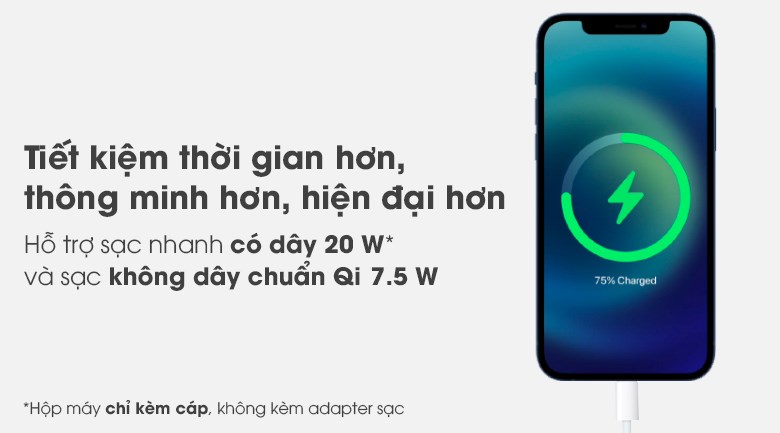 Tiết kiệm thời gian hơn,
thông minh hơn, hiện đại hơn
Hỗ trợ sạc nhanh có dây 20 W*
và sạc không dây chuẩn Qi 7.5 W
75% Charged
*Hộp máy chỉ kèm cáp, không kèm adapter sạc